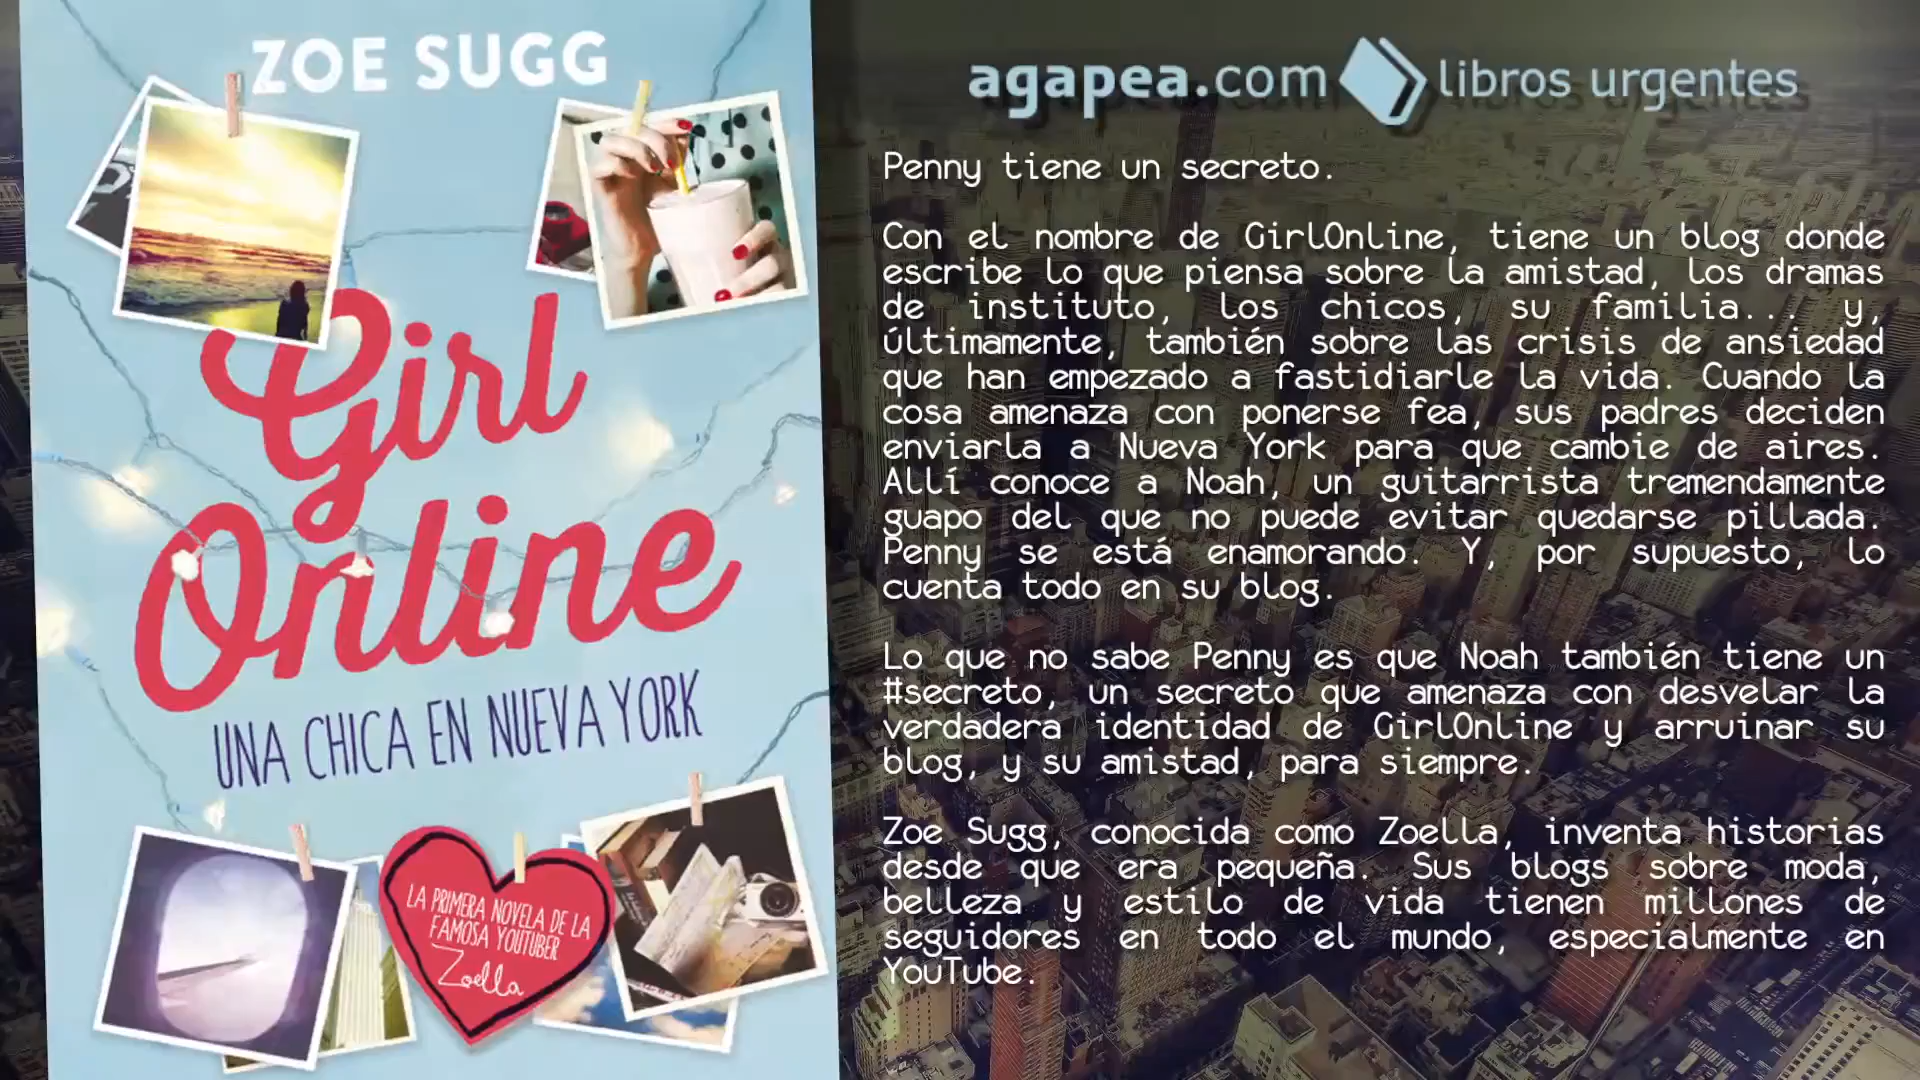 ZOE SUGG
Girl
Online
UNA CHICA EN NUEVA YORK
LA PRIMERA NOVELA DE LA
FAMOSA YOUTUBER
Zoella
agapea.com libros urgentes
Penny tiene un secreto.
Con el nombre de GirlOnline, tiene un blog donde
escribe lo que piensa sobre la amistad, los dramas
de instituto, los chicos, su familia... y,
últimamente, también sobre las crisis de ansiedad
que han empezado a fastidiarle la vida. Cuando la
cosa amenaza con ponerse fea, sus padres deciden
enviarla a Nueva York para que cambie de aires.
Allí conoce a Noah, un guitarrista tremendamente
guapo del que no puede evitar quedarse pillada.
Penny se está enamorando. Y, por supuesto, lo
cuenta todo en su blog.
Lo que no sabe Penny es que Noah también tiene un
#secreto, un secreto que amenaza con desvelar la
verdadera identidad de GirlOnline y arruinar su
blog, y su amistad, para siempre.
Zoe Sugg, conocida como Zoella, inventa historias
desde que era pequeña. Sus blogs sobre moda,
belleza y estilo de vida tienen millones de
seguidores en todo el mundo, especialmente en
YouTube.